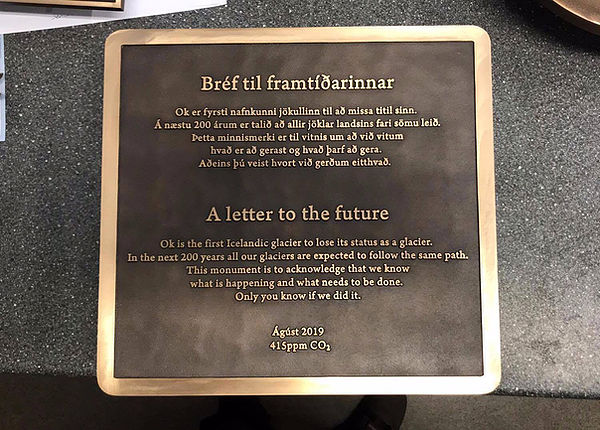 Bréf til framtíðarinnar
Ok er fyrsti nafnkunni jökullinn til að missa titil sinn.
Á næstu 200 árum er talið að allir jöklar landsins fari sömu leið.
Þetta minnismerki er til vitnis um að við vitum
hvað er að gerast og hvað þarf að gera.
Aðeins þú veist hvort við gerðum eitthvað.
A letter to the future
Ok is the first Icelandic glacier to lose its status as a glacier.
In the next 200 years all our glaciers are expected to follow the same path.
This monument is to acknowledge that we know
what is happening and what needs to be done.
Only you know if we did it.
Ágúst 2019
415ppm CO₂